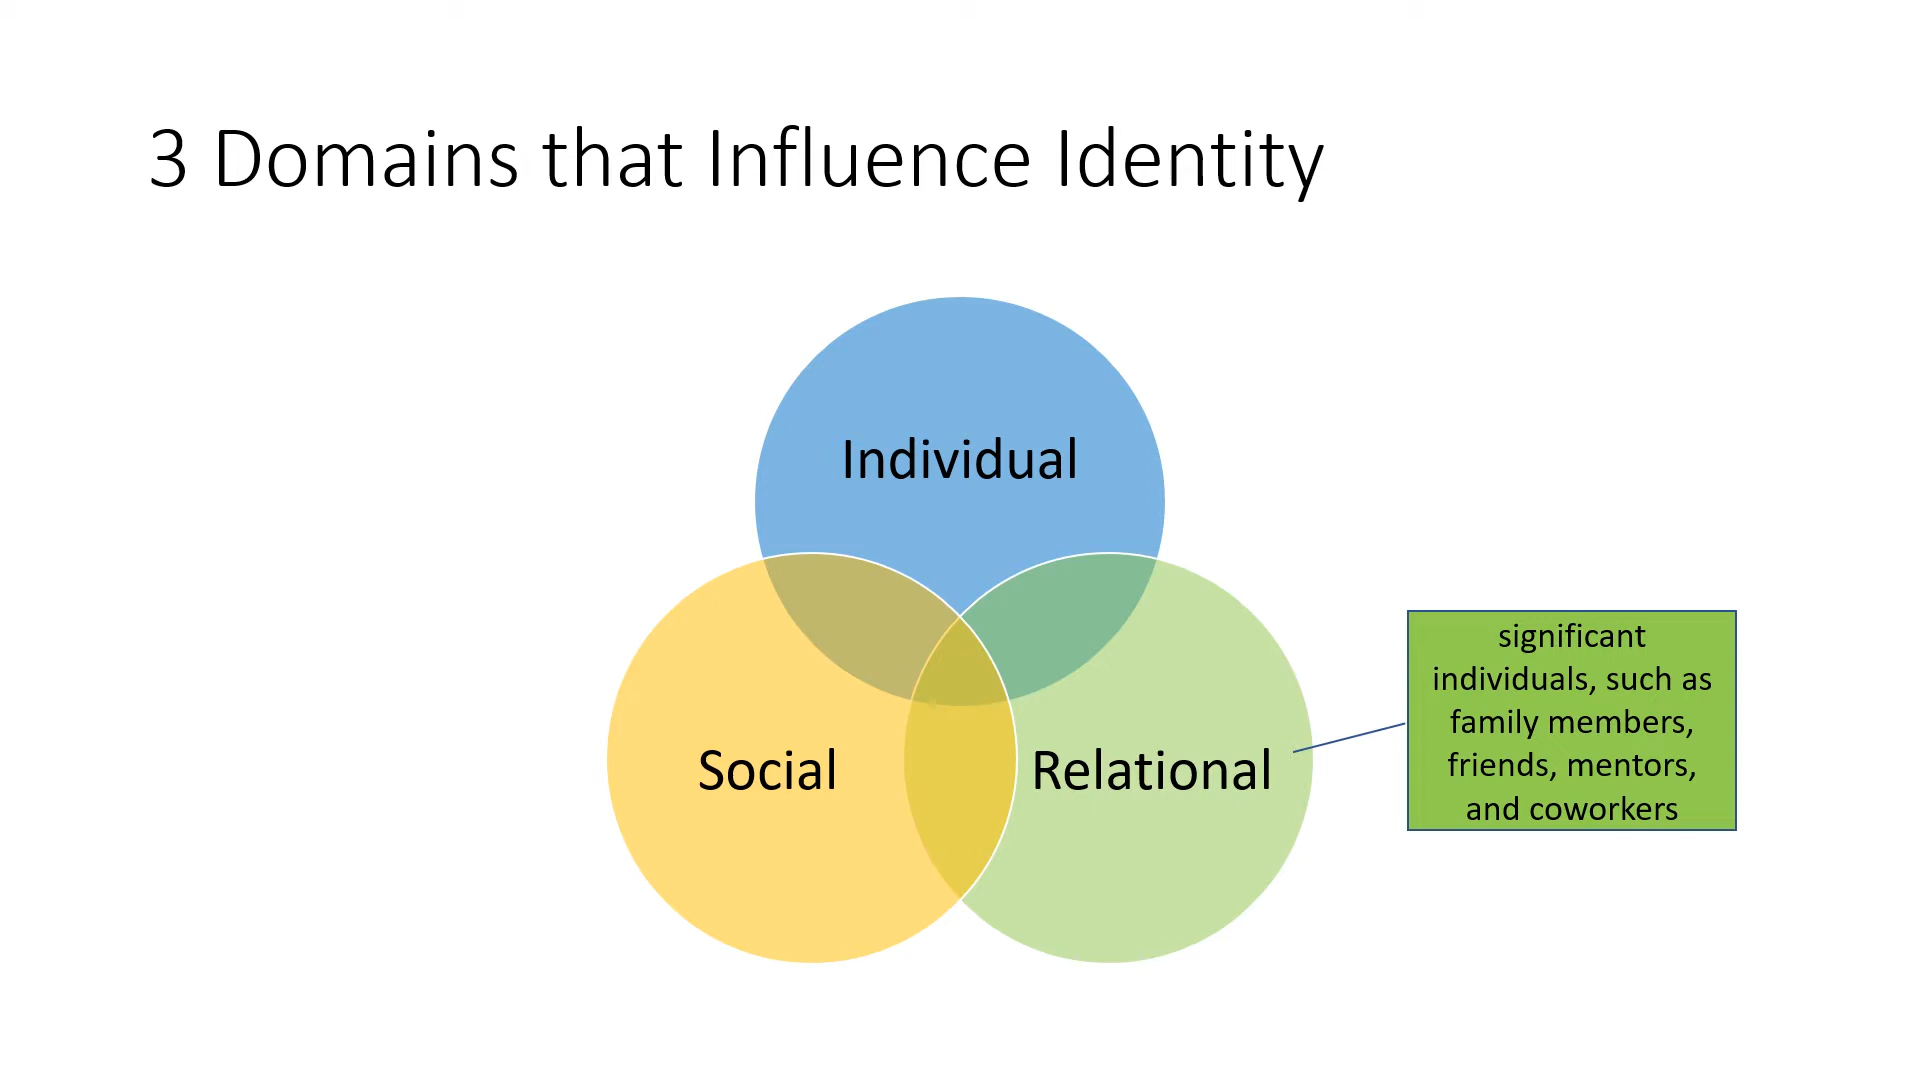 3 Domains that Influence Identity
Individual
Social
Relational
significant
individuals, such as
family members,
friends, mentors,
and coworkers